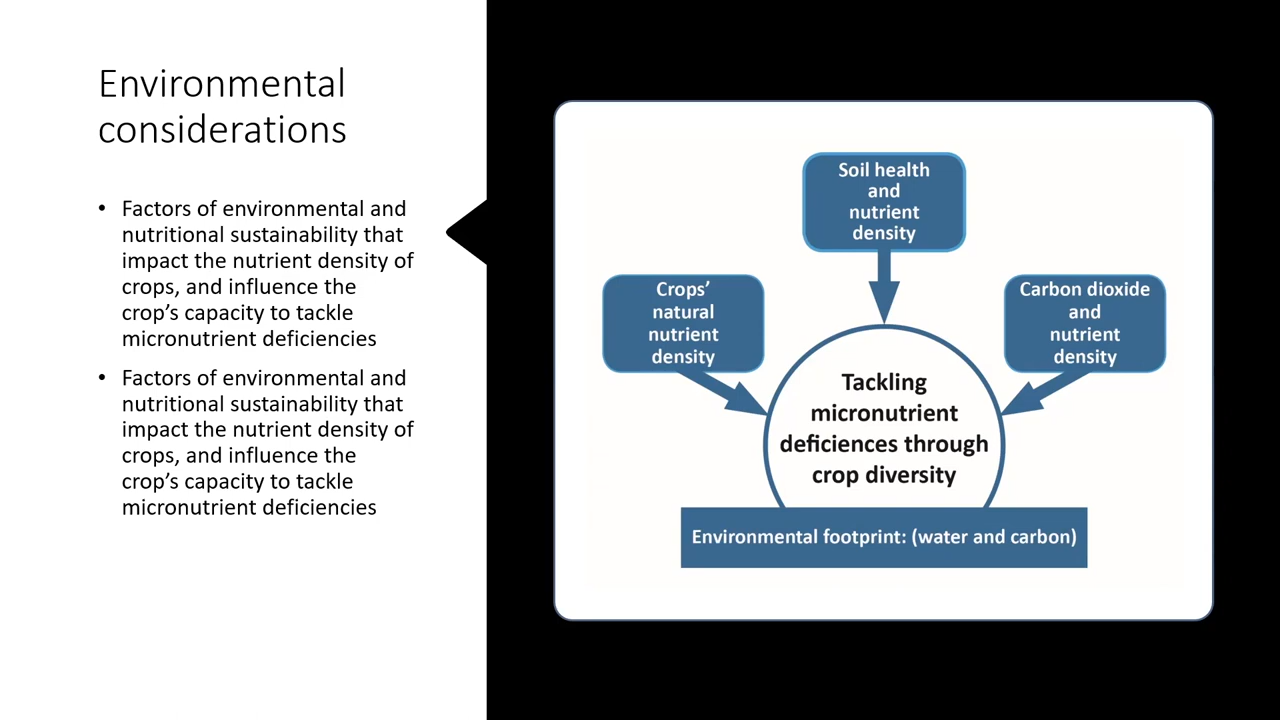 Environmental
considerations
• Factors of environmental and
nutritional sustainability that
impact the nutrient density of
crops, and influence the
crop’s capacity to tackle
micronutrient deficiencies
• Factors of environmental and
nutritional sustainability that
impact the nutrient density of
crops, and influence the
crop’s capacity to tackle
micronutrient deficiencies
Soil health
and
nutrient
density
Crops’
natural
nutrient
density
Carbon dioxide
and
nutrient
density
Tackling
micronutrient
deficiences through
crop diversity
Environmental footprint: (water and carbon)